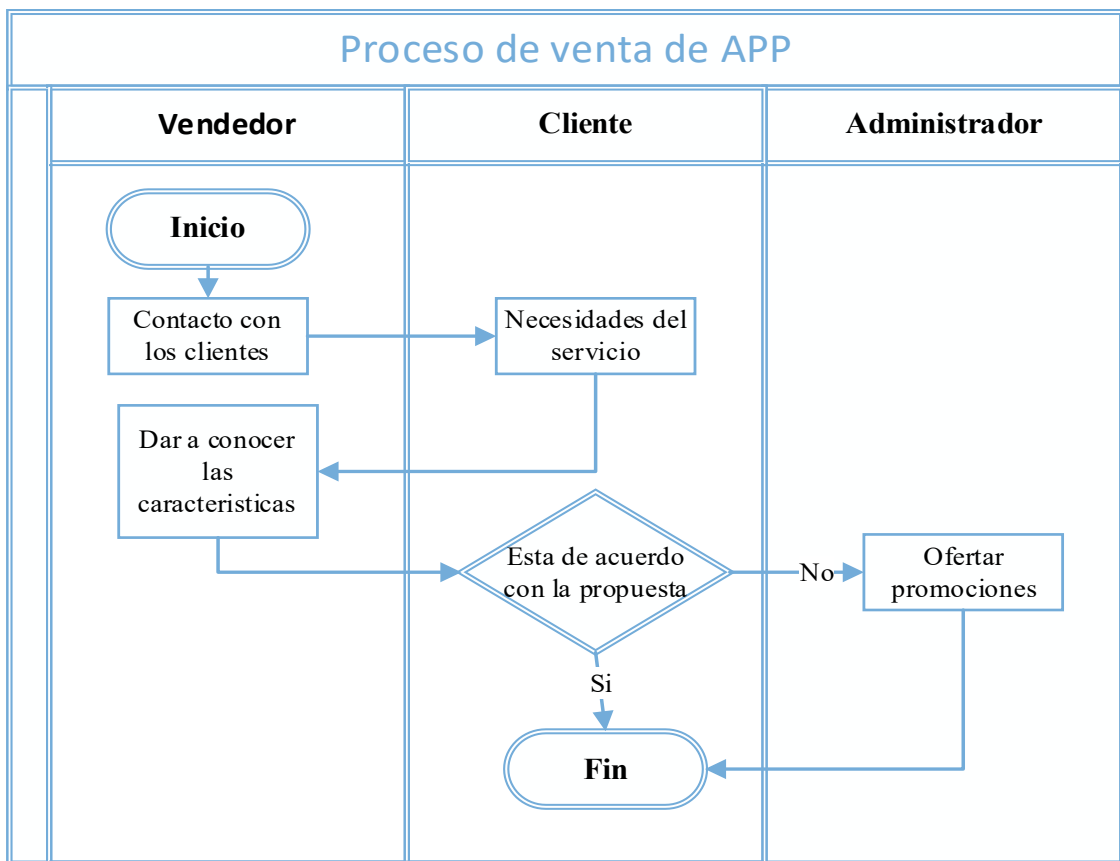 Proceso de venta de APP
Vendedor
Cliente
Administrador
Inicio
Contacto con
los clientes
Necesidades del
servicio
Dar a conocer
las
caracteristicas
Esta de acuerdo
con la propuesta
No
Ofertar
promociones
Si
Fin